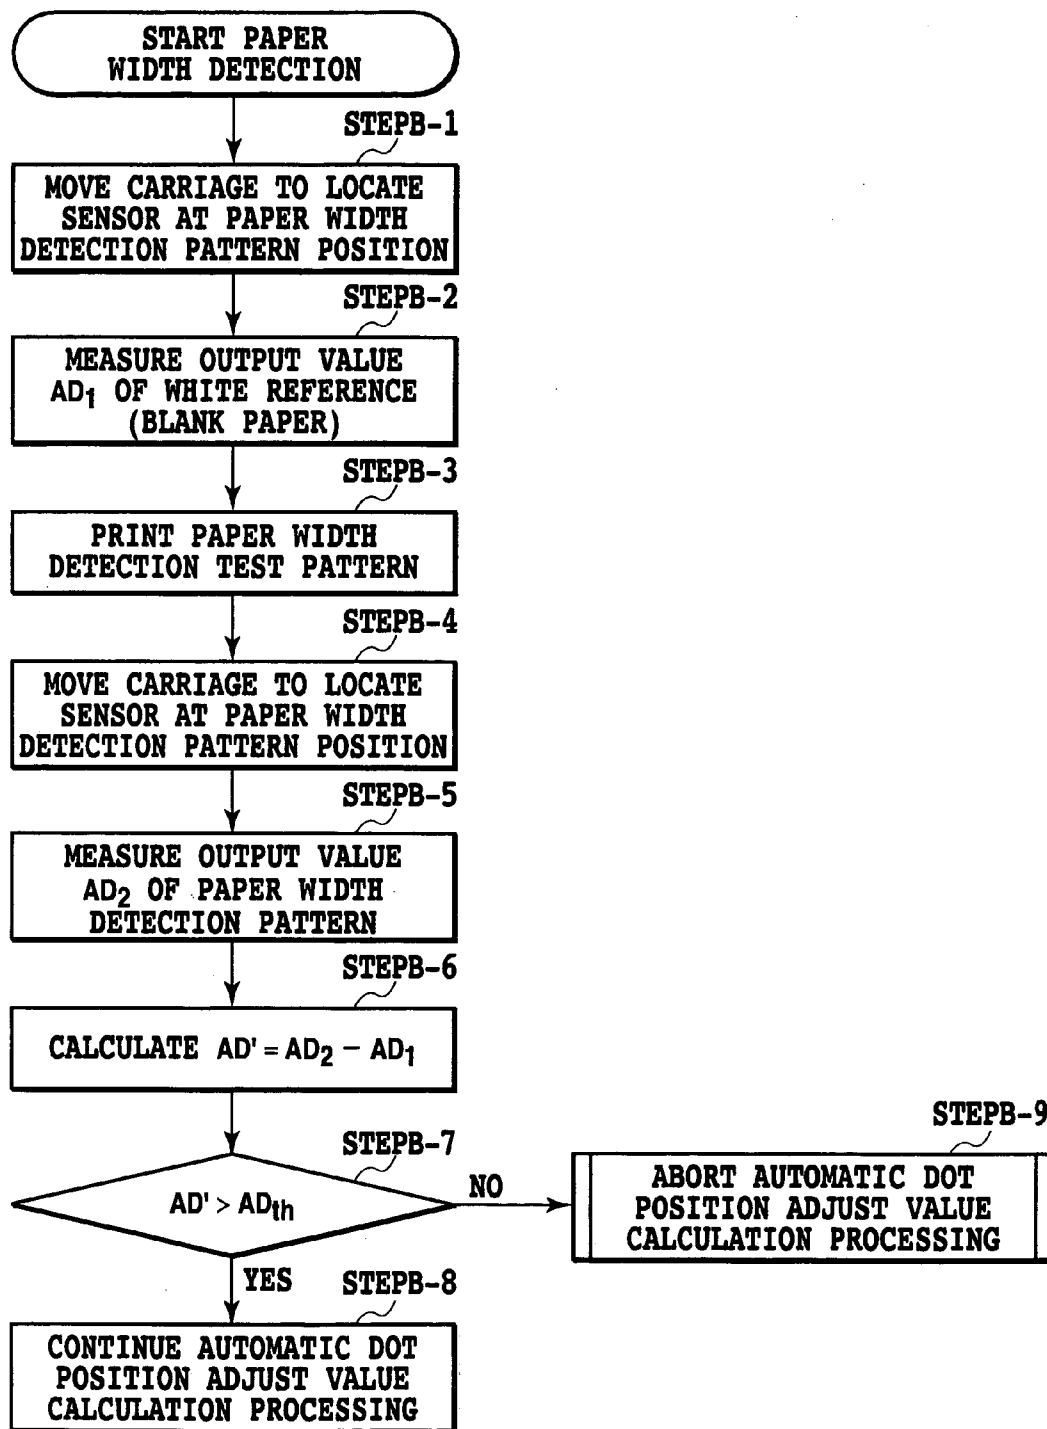 START PAPER
WIDTH DETECTION
STEPB-1
MOVE CARRIAGE TO LOCATE
SENSOR AT PAPER WIDTH
DETECTION PATTERN POSITION
STEPB-2
MEASURE OUTPUT VALUE
AD1 OF WHITE REFERENCE
(BLANK PAPER)
STEPB-3
PRINT PAPER WIDTH
DETECTION TEST PATTERN
STEPB-4
MOVE CARRIAGE TO LOCATE
SENSOR AT PAPER WIDTH
DETECTION PATTERN POSITION
STEPB-5
MEASURE OUTPUT VALUE
AD2 OF PAPER WIDTH
DETECTION PATTERN
STEPB-6
CALCULATE AD' = AD2 – AD1
STEPB-7
AD' > ADth
NO
STEPB-9
ABORT AUTOMATIC DOT
POSITION ADJUST VALUE
CALCULATION PROCESSING
YES
STEPB-8
CONTINUE AUTOMATIC DOT
POSITION ADJUST VALUE
CALCULATION PROCESSING